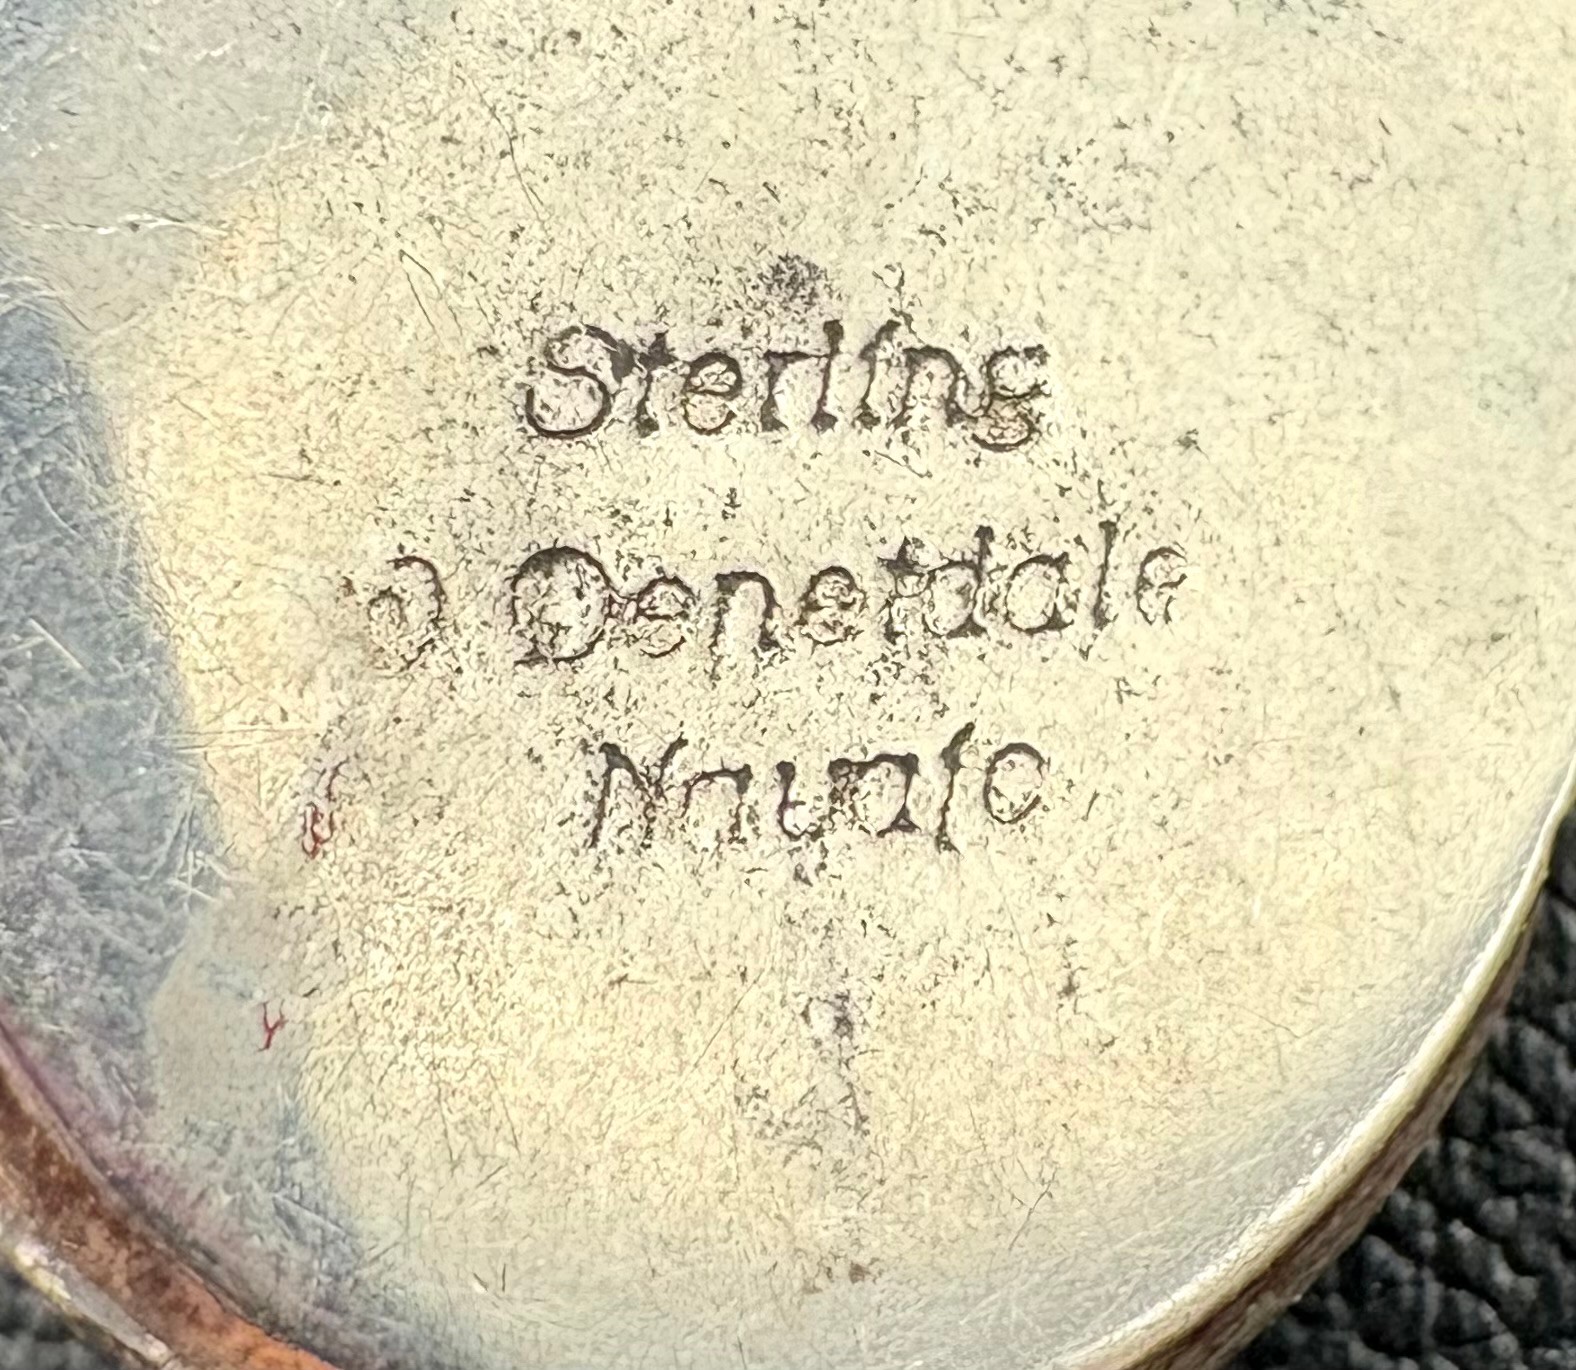 Sterling
D Denetdale
Navajo